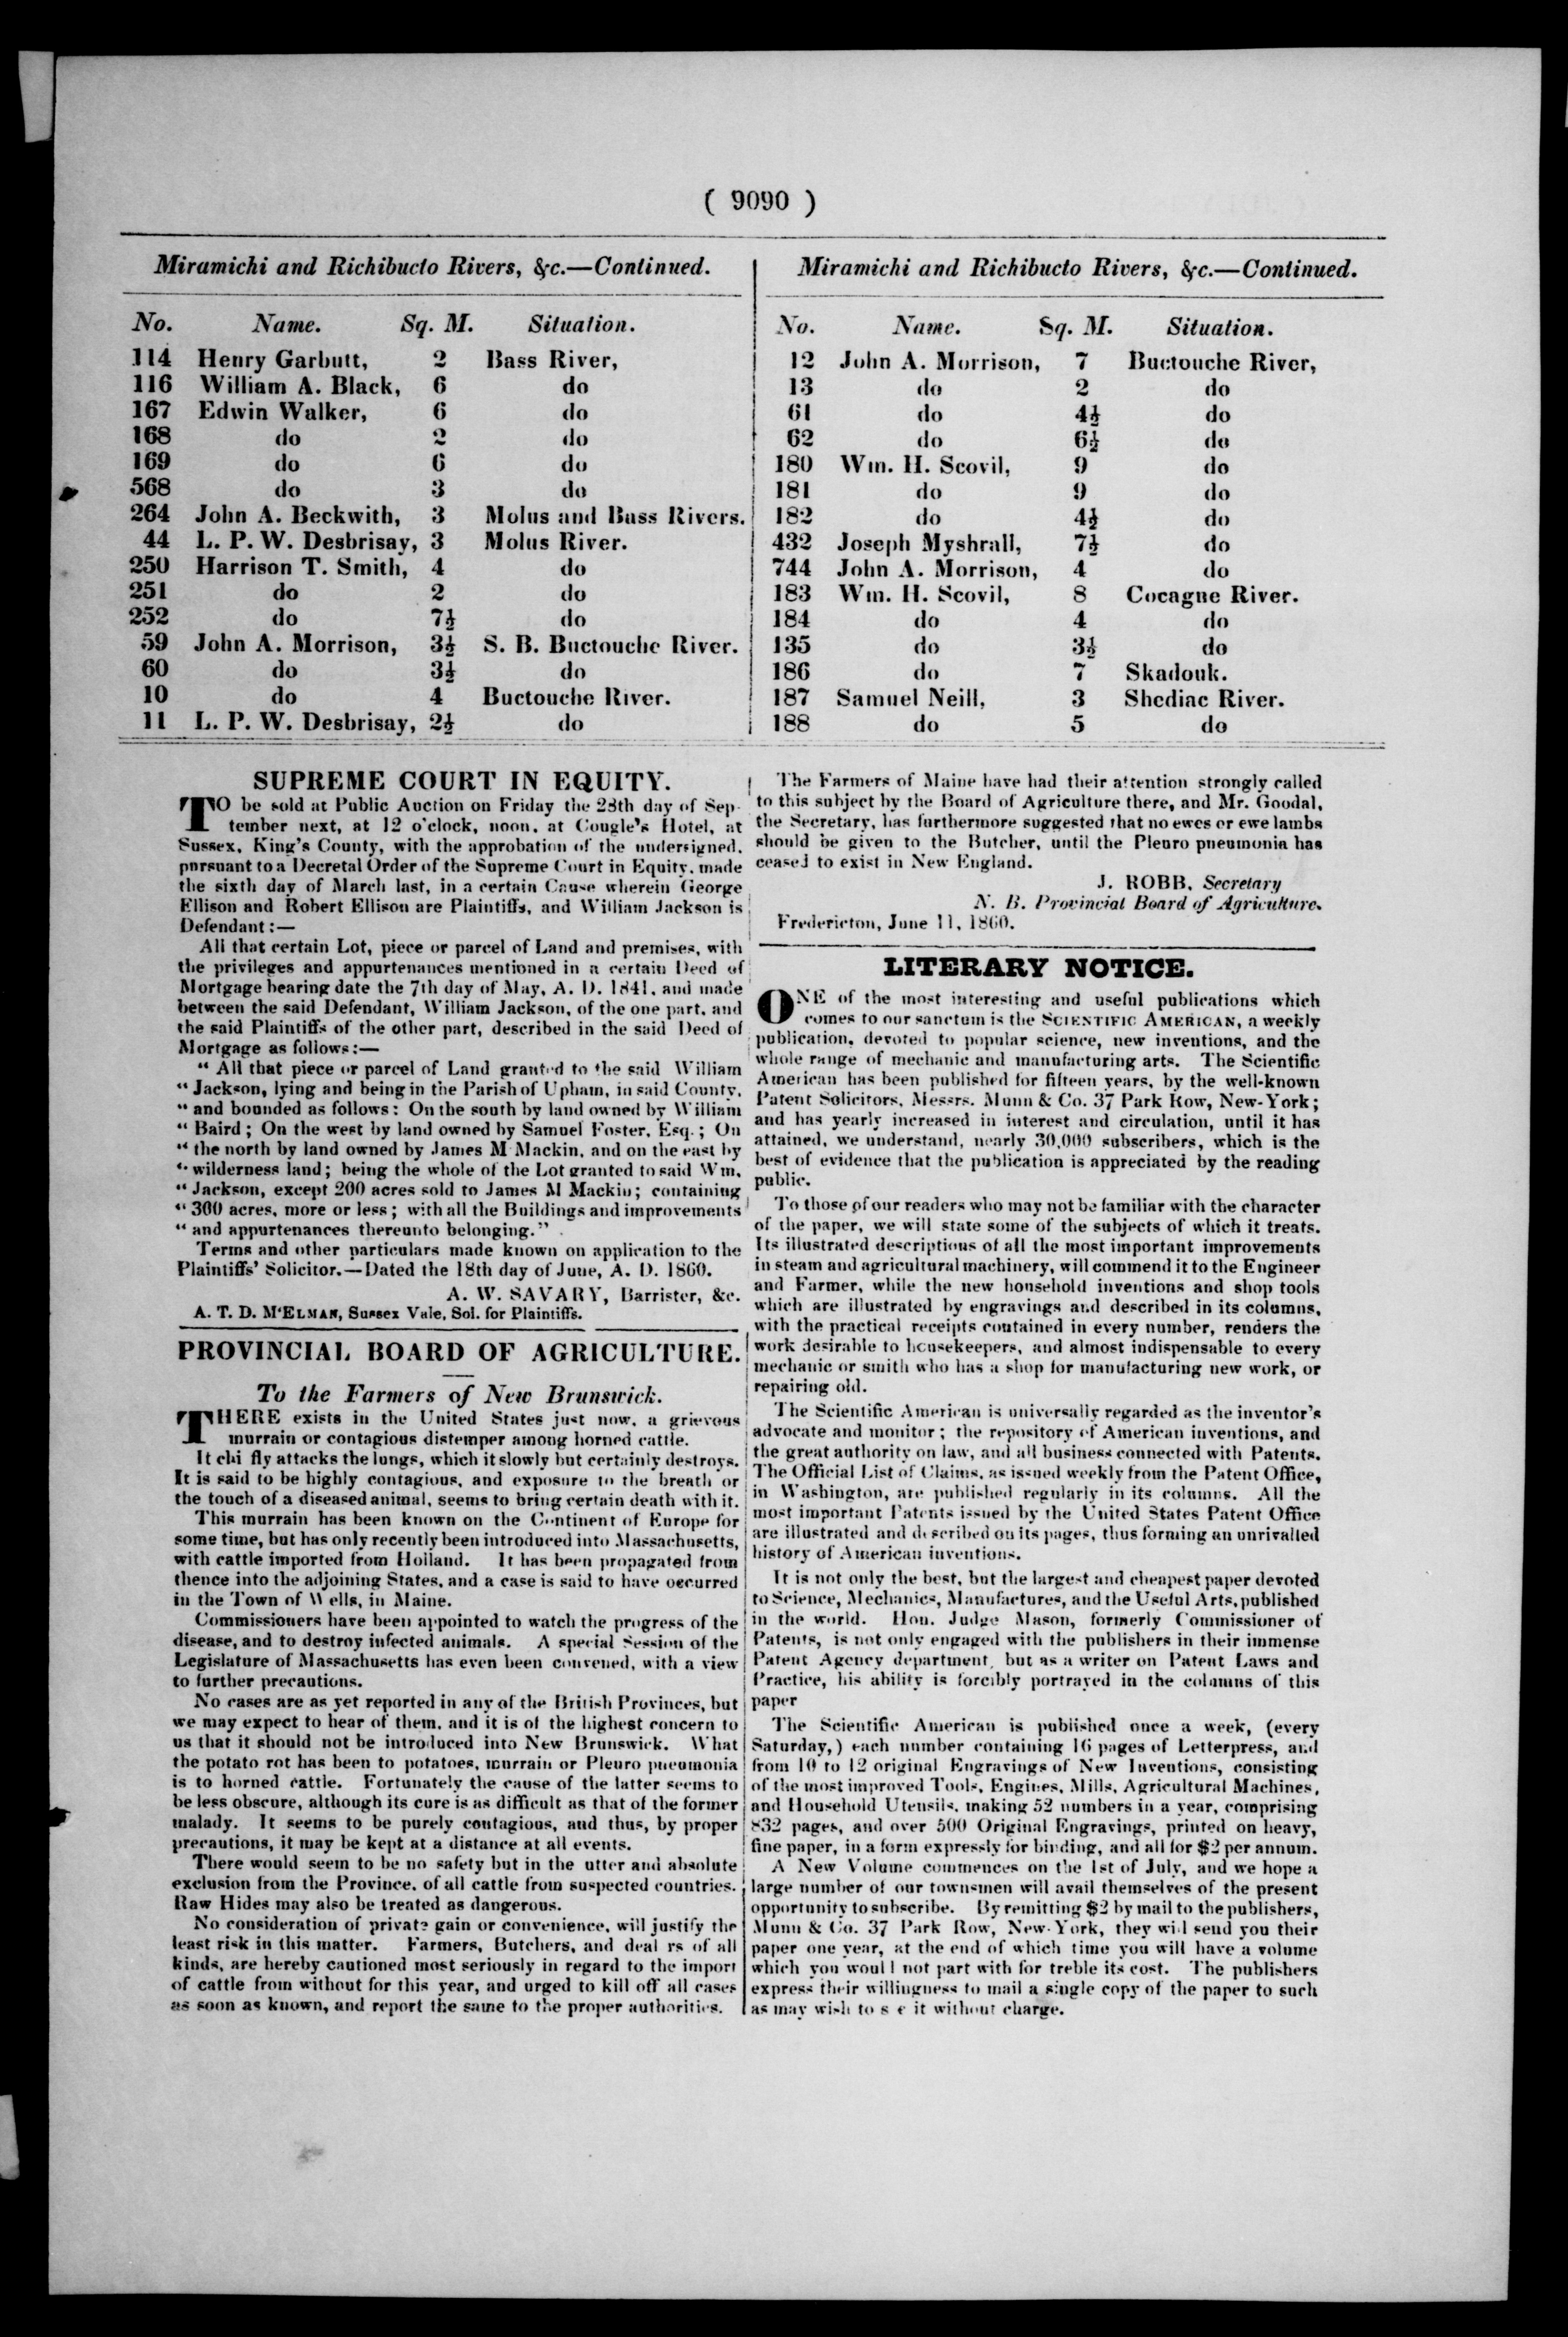 ( 9090 )
Miramichi and Richibucto Rivers, &c.—Continued.
No. Name. Sq. M. Situation.
114 Henry Garbutt, 2 Bass River,
116 William A. Black, 6 do
167 Edwin Walker, 6 do
168 do 2 do
169 do 6 do
568 do 3 do
264 John A. Beckwith, 3 Molus and Bass Rivers.
44 L. P. W. Desbrisay, 3 Molus River.
250 Harrison T. Smith, 4 do
251 do 2 do
252 do 7½ do
59 John A. Morrison, 3½ S. B. Buctouche River.
60 do 3½ do
10 do 4 Buctouche River.
11 L. P. W. Desbrisay, 2½ do
Miramichi and Richibucto Rivers, &c.—Continued.
No. Name. Sq. M. Situation.
12 John A. Morrison, 7 Buctouche River,
13 do 2 do
61 do 4½ do
62 do 6½ do
180 Wm. H. Scovil, 9 do
181 do 9 do
182 do 4½ do
432 Joseph Myshrall, 7½ do
744 John A. Morrison, 4 do
183 Wm. H. Scovil, 8 Cocagne River.
184 do 4 do
135 do 3½ do
186 do 7 Skadouk.
187 Samuel Neill, 3 Shediac River.
188 do 5 do
SUPREME COURT IN EQUITY.
TO be sold at Public Auction on Friday the 28th day of Sep-
tember next, at 12 o'clock, noon, at Cougle's Hotel, at
Sussex, King's County, with the approbation of the undersigned,
pursuant to a Decretal Order of the Supreme Court in Equity, made
the sixth day of March last, in a certain Cause wherein George
Ellison and Robert Ellison are Plaintiffs, and William Jackson is
Defendant:—
All that certain Lot, piece or parcel of Land and premises, with
the privileges and appurtenances mentioned in a certain Deed of
Mortgage bearing date the 7th day of May, A. D. 1841, and made
between the said Defendant, William Jackson, of the one part, and
the said Plaintiffs of the other part, described in the said Deed of
Mortgage as follows:—
" All that piece or parcel of Land granted to the said William
" Jackson, lying and being in the Parish of Upham, in said County,
" and bounded as follows: On the south by land owned by William
" Baird; On the west by land owned by Samuel Foster, Esq.; On
" the north by land owned by James M Mackin, and on the east by
" wilderness land; being the whole of the Lot granted to said Wm.
" Jackson, except 200 acres sold to James M Mackin; containing
" 300 acres, more or less; with all the Buildings and improvements
" and appurtenances thereunto belonging."
Terms and other particulars made known on application to the
Plaintiffs' Solicitor.—Dated the 18th day of June, A. D. 1860.
A. W. SAVARY, Barrister, &c.
A. T. D. M'ELMAN, Sussex Vale, Sol. for Plaintiffs.
PROVINCIAL BOARD OF AGRICULTURE.
To the Farmers of New Brunswick.
THERE exists in the United States just now, a grievous
murrain or contagious distemper among horned cattle.
It chi fly attacks the lungs, which it slowly but certainly destroys.
It is said to be highly contagious, and exposure to the breath or
the touch of a diseased animal, seems to bring certain death with it.
This murrain has been known on the Continent of Europe for
some time, but has only recently been introduced into Massachusetts,
with cattle imported from Holland. It has been propagated from
thence into the adjoining States, and a case is said to have occurred
in the Town of Wells, in Maine.
Commissioners have been appointed to watch the progress of the
disease, and to destroy infected animals. A special Session of the
Legislature of Massachusetts has even been convened, with a view
to further precautions.
No cases are as yet reported in any of the British Provinces, but
we may expect to hear of them, and it is of the highest concern to
us that it should not be introduced into New Brunswick. What
the potato rot has been to potatoes, murrain or Pleuro pneumonia
is to horned cattle. Fortunately the cause of the latter seems to
be less obscure, although its cure is as difficult as that of the former
malady. It seems to be purely contagious, and thus, by proper
precautions, it may be kept at a distance at all events.
There would seem to be no safety but in the utter and absolute
exclusion from the Province, of all cattle from suspected countries.
Raw Hides may also be treated as dangerous.
No consideration of private gain or convenience, will justify the
least risk in this matter. Farmers, Butchers, and deal rs of all
kinds, are hereby cautioned most seriously in regard to the import
of cattle from without for this year, and urged to kill off all cases
as soon as known, and report the same to the proper authorities.
The Farmers of Maine have had their attention strongly called
to this subject by the Board of Agriculture there, and Mr. Goodal,
the Secretary, has furthermore suggested that no ewes or ewe lambs
should be given to the Butcher, until the Pleuro pneumonia has
ceased to exist in New England.
J. ROBB, Secretary
N. B. Provincial Board of Agriculture.
Fredericton, June 11, 1860.
LITERARY NOTICE.
ONE of the most interesting and useful publications which
comes to our sanctum is the SCIENTIFIC AMERICAN, a weekly
publication, devoted to popular science, new inventions, and the
whole range of mechanic and manufacturing arts. The Scientific
American has been published for fifteen years, by the well-known
Patent Solicitors, Messrs. Munn & Co. 37 Park Row, New-York;
and has yearly increased in interest and circulation, until it has
attained, we understand, nearly 30,000 subscribers, which is the
best of evidence that the publication is appreciated by the reading
public.
To those of our readers who may not be familiar with the character
of the paper, we will state some of the subjects of which it treats.
Its illustrated descriptions of all the most important improvements
in steam and agricultural machinery, will commend it to the Engineer
and Farmer, while the new household inventions and shop tools
which are illustrated by engravings and described in its columns,
with the practical receipts contained in every number, renders the
work desirable to housekeepers, and almost indispensable to every
mechanic or smith who has a shop for manufacturing new work, or
repairing old.
The Scientific American is universally regarded as the inventor's
advocate and monitor; the repository of American inventions, and
the great authority on law, and all business connected with Patents.
The Official List of Claims, as issued weekly from the Patent Office,
in Washington, are published regularly in its columns. All the
most important Patents issued by the United States Patent Office
are illustrated and described on its pages, thus forming an unrivalled
history of American inventions.
It is not only the best, but the largest and cheapest paper devoted
to Science, Mechanics, Manufactures, and the Useful Arts, published
in the world. Hon. Judge Mason, formerly Commissioner of
Patents, is not only engaged with the publishers in their immense
Patent Agency department, but as a writer on Patent Laws and
Practice, his ability is forcibly portrayed in the columns of this
paper
The Scientific American is published once a week, (every
Saturday,) each number containing 16 pages of Letterpress, and
from 10 to 12 original Engravings of New Inventions, consisting
of the most improved Tools, Engines, Mills, Agricultural Machines,
and Household Utensils, making 52 numbers in a year, comprising
832 pages, and over 500 Original Engravings, printed on heavy,
fine paper, in a form expressly for binding, and all for $2 per annum.
A New Volume commences on the 1st of July, and we hope a
large number of our townsmen will avail themselves of the present
opportunity to subscribe. By remitting $2 by mail to the publishers,
Munn & Co. 37 Park Row, New-York, they will send you their
paper one year, at the end of which time you will have a volume
which you would not part with for treble its cost. The publishers
express their willingness to mail a single copy of the paper to such
as may wish to s e it without charge.